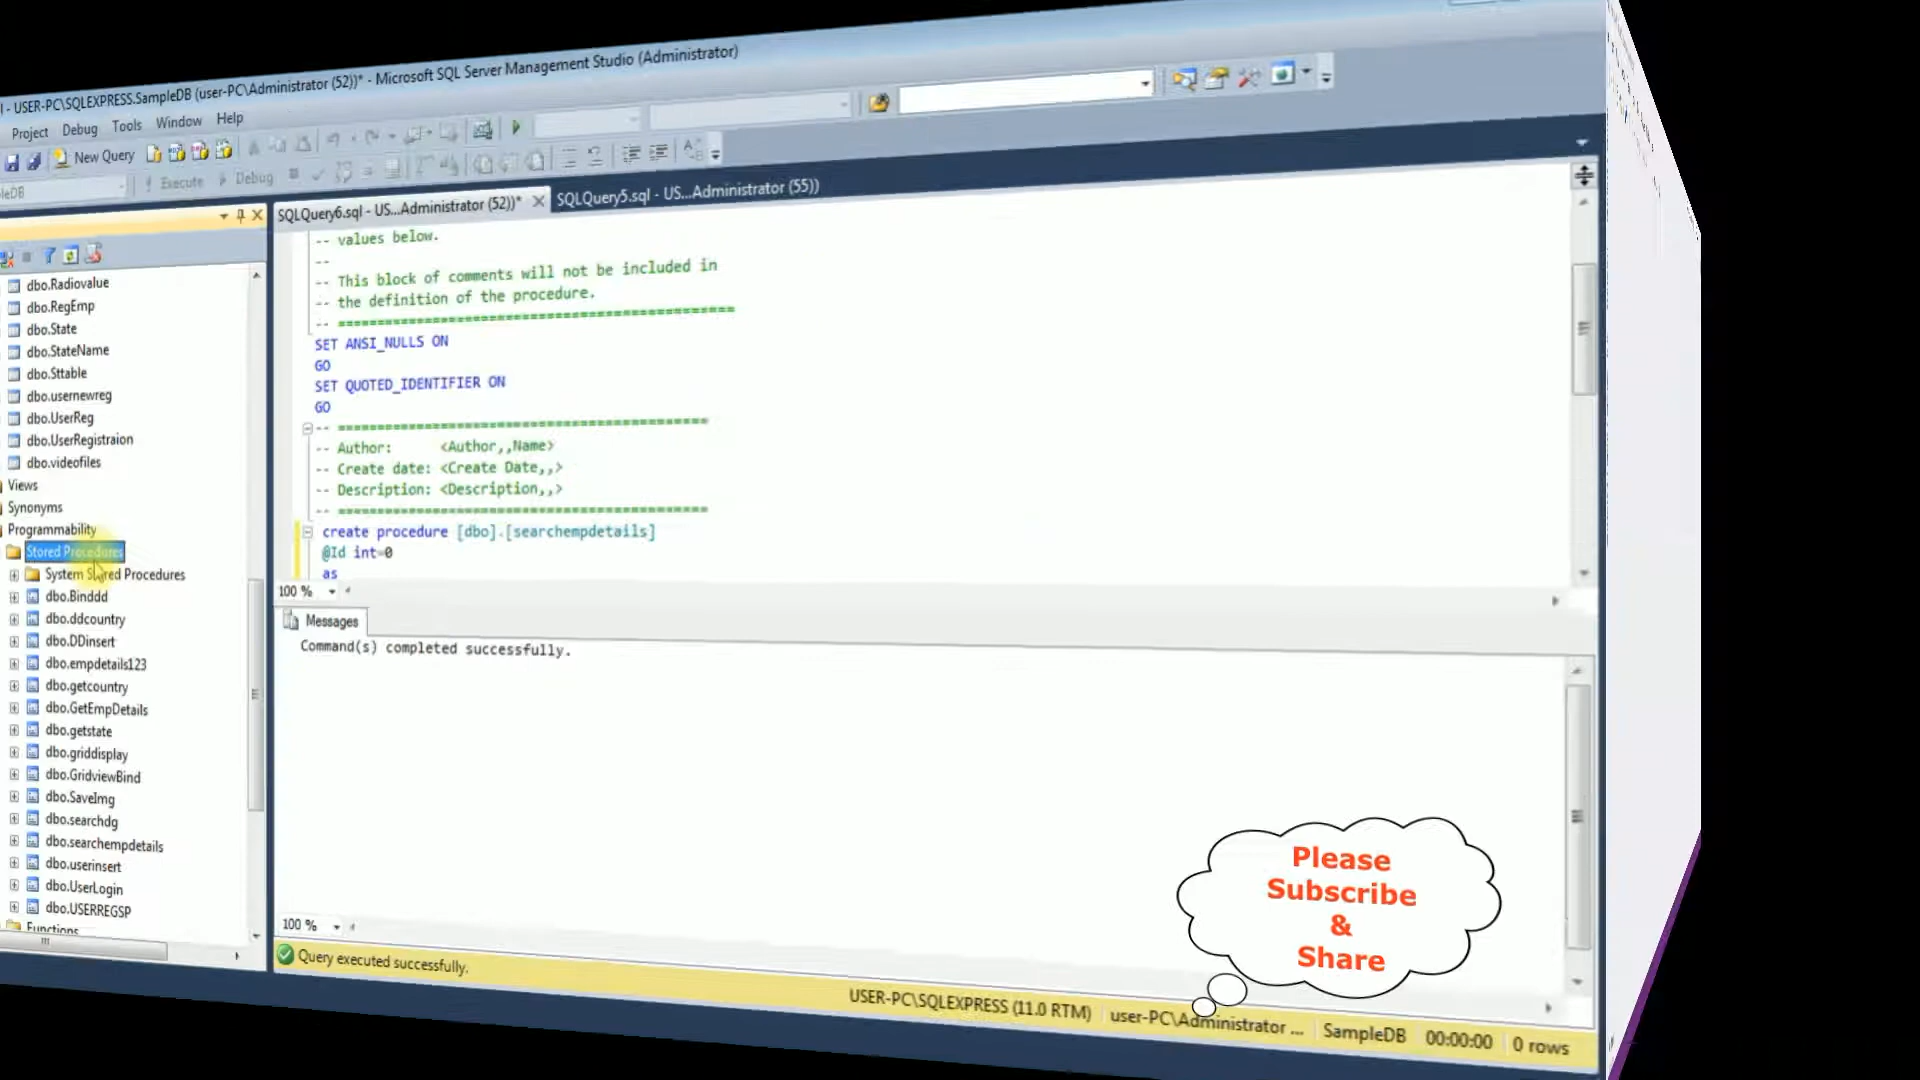 l - USER-PC\SQLEXPRESS.SampleDB (user-PC\Administrator (52))* - Microsoft SQL Server Management Studio (Administrator)
Project Debug Tools Window Help
New Query
leDB
Execute
Debug
SQLQuery6.sql - US...Administrator (52))*
SQLQuery5.sql - US...Administrator (55))
dbo.Radiovalue
dbo.RegEmp
dbo.State
dbo.StateName
dbo.Sttable
dbo.usernewreg
dbo.UserReg
dbo.UserRegistraion
dbo.videofiles
Views
Synonyms
Programmability
Stored Procedures
System Stored Procedures
dbo.Binddd
dbo.ddcountry
dbo.DDinsert
dbo.empdetails123
dbo.getcountry
dbo.GetEmpDetails
dbo.getstate
dbo.griddisplay
dbo.GridviewBind
dbo.SaveImg
dbo.searchdg
dbo.searchempdetails
dbo.userinsert
dbo.UserLogin
dbo.USERREGSP
Functions
-- values below.
--
-- This block of comments will not be included in
-- the definition of the procedure.
-- ================================================
SET ANSI_NULLS ON
GO
SET QUOTED_IDENTIFIER ON
GO
-- =============================================
-- Author: <Author,,Name>
-- Create date: <Create Date,,>
-- Description: <Description,,>
-- =============================================
create procedure [dbo].[searchempdetails]
@Id int=0
as
100 %
Messages
Command(s) completed successfully.
100 %
Query executed successfully.
USER-PC\SQLEXPRESS (11.0 RTM)
user-PC\Administrator ...
SampleDB
00:00:00
0 rows
Please
Subscribe
&
Share